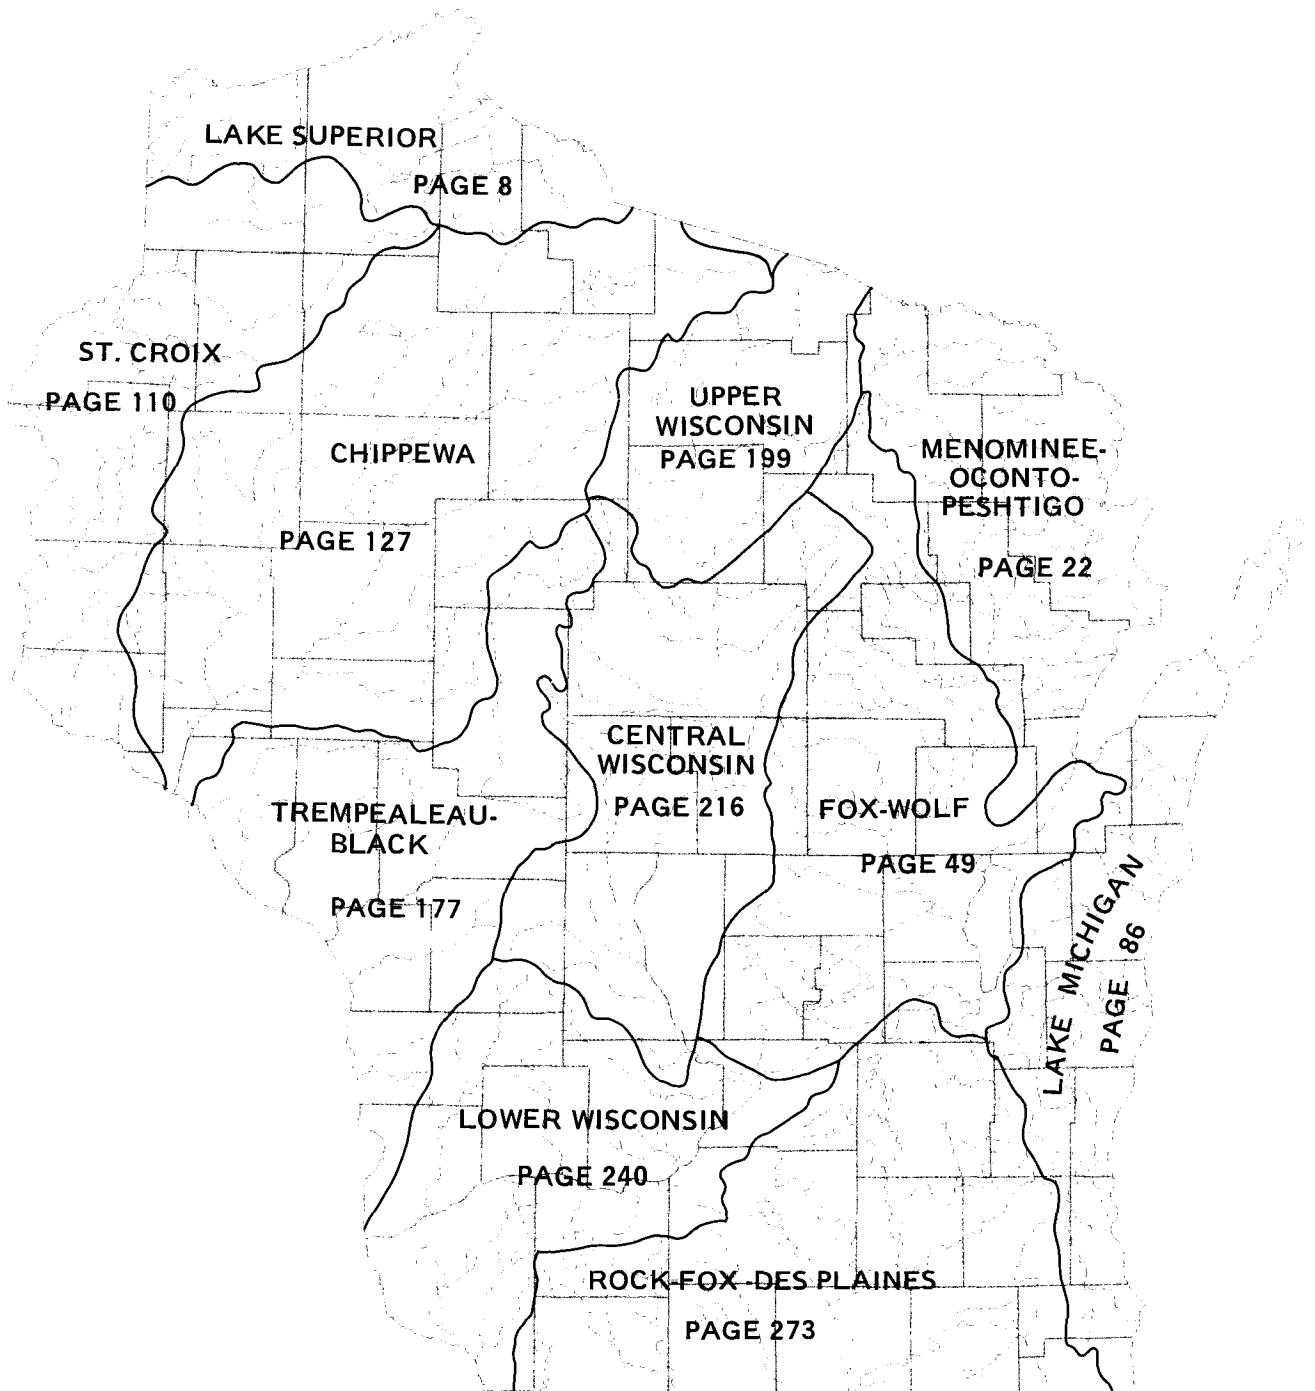 LAKE SUPERIOR
PAGE 8
ST. CROIX
PAGE 110
CHIPPEWA
PAGE 127
UPPER
WISCONSIN
PAGE 199
MENOMINEE-
OCONTO-
PESHTIGO
PAGE 22
CENTRAL
WISCONSIN
PAGE 216
TREMPEALEAU-
BLACK
PAGE 177
FOX-WOLF
PAGE 49
LAKE MICHIGAN
PAGE 86
LOWER WISCONSIN
PAGE 240
ROCK-FOX-DES PLAINES
PAGE 273